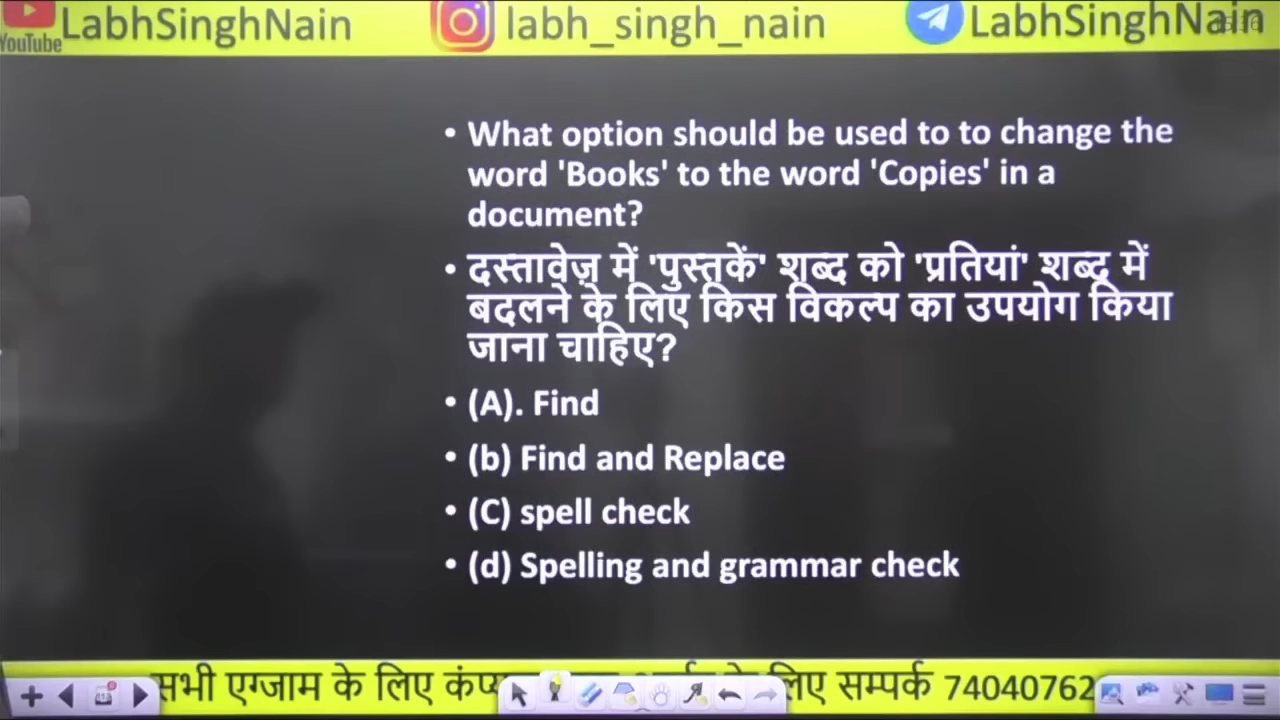 YouTube LabhSinghNain labh_singh_nain LabhSinghNain
• What option should be used to to change the
word 'Books' to the word 'Copies' in a
document?
• दस्तावेज़ में 'पुस्तकें' शब्द को 'प्रतियां' शब्द में
बदलने के लिए किस विकल्प का उपयोग किया
जाना चाहिए?
• (A). Find
• (b) Find and Replace
• (C) spell check
• (d) Spelling and grammar check
सभी एग्जाम के लिए लिए सम्पर्क 74040762